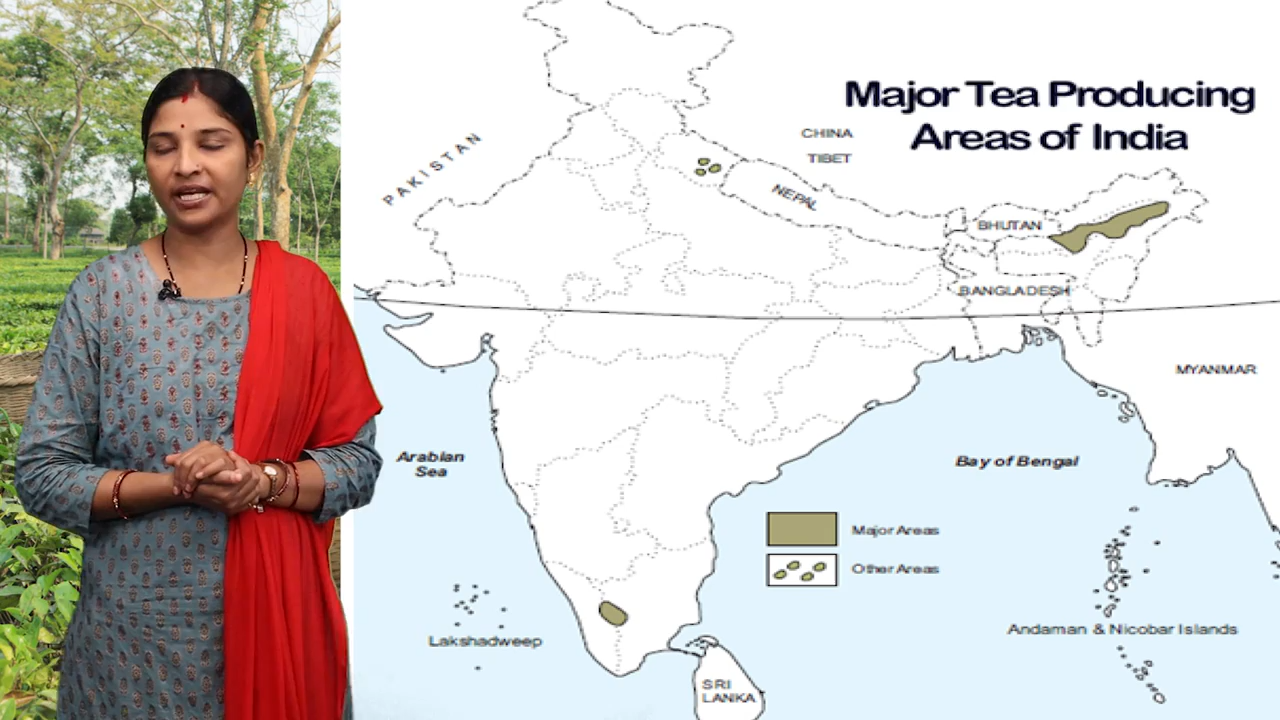 Major Tea Producing
Areas of India
CHINA
TIBET
PAKISTAN
NEPAL
BHUTAN
BANGLADESH
MYANMAR
Arabian
Sea
Bay of Bengal
Major Areas
Other Areas
Lakshadweep
Andaman & Nicobar Islands
SRI
LANKA